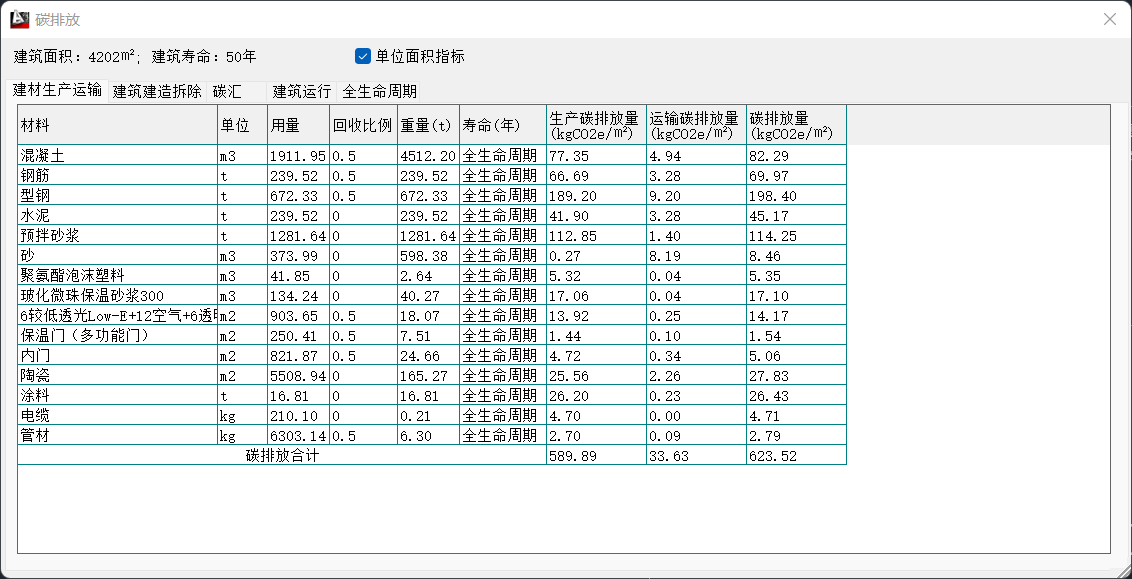 碳排放
建筑面积：4202㎡；建筑寿命：50年 单位面积指标
建材生产运输 建筑建造拆除 碳汇 建筑运行 全生命周期
材料 单位 用量 回收比例 重量(t) 寿命(年) 生产碳排放量(kgCO2e/㎡) 运输碳排放量(kgCO2e/㎡) 碳排放量(kgCO2e/㎡)
混凝土 m3 1911.95 0.5 4512.20 全生命周期 77.35 4.94 82.29
钢筋 t 239.52 0.5 239.52 全生命周期 66.69 3.28 69.97
型钢 t 672.33 0.5 672.33 全生命周期 189.20 9.20 198.40
水泥 t 239.52 0 239.52 全生命周期 41.90 3.28 45.17
预拌砂浆 t 1281.64 0 1281.64 全生命周期 112.85 1.40 114.25
砂 m3 373.99 0 598.38 全生命周期 0.27 8.19 8.46
聚氨酯泡沫塑料 m3 41.85 0 2.64 全生命周期 5.32 0.04 5.35
玻化微珠保温砂浆300 m3 134.24 0 40.27 全生命周期 17.06 0.04 17.10
6较低透光Low-E+12空气+6透明 m2 903.65 0.5 18.07 全生命周期 13.92 0.25 14.17
保温门（多功能门） m2 250.41 0.5 7.51 全生命周期 1.44 0.10 1.54
内门 m2 821.87 0.5 24.66 全生命周期 4.72 0.34 5.06
陶瓷 m2 5508.94 0 165.27 全生命周期 25.56 2.26 27.83
涂料 t 16.81 0 16.81 全生命周期 26.20 0.23 26.43
电缆 kg 210.10 0 0.21 全生命周期 4.70 0.00 4.71
管材 kg 6303.14 0.5 6.30 全生命周期 2.70 0.09 2.79
碳排放合计 589.89 33.63 623.52